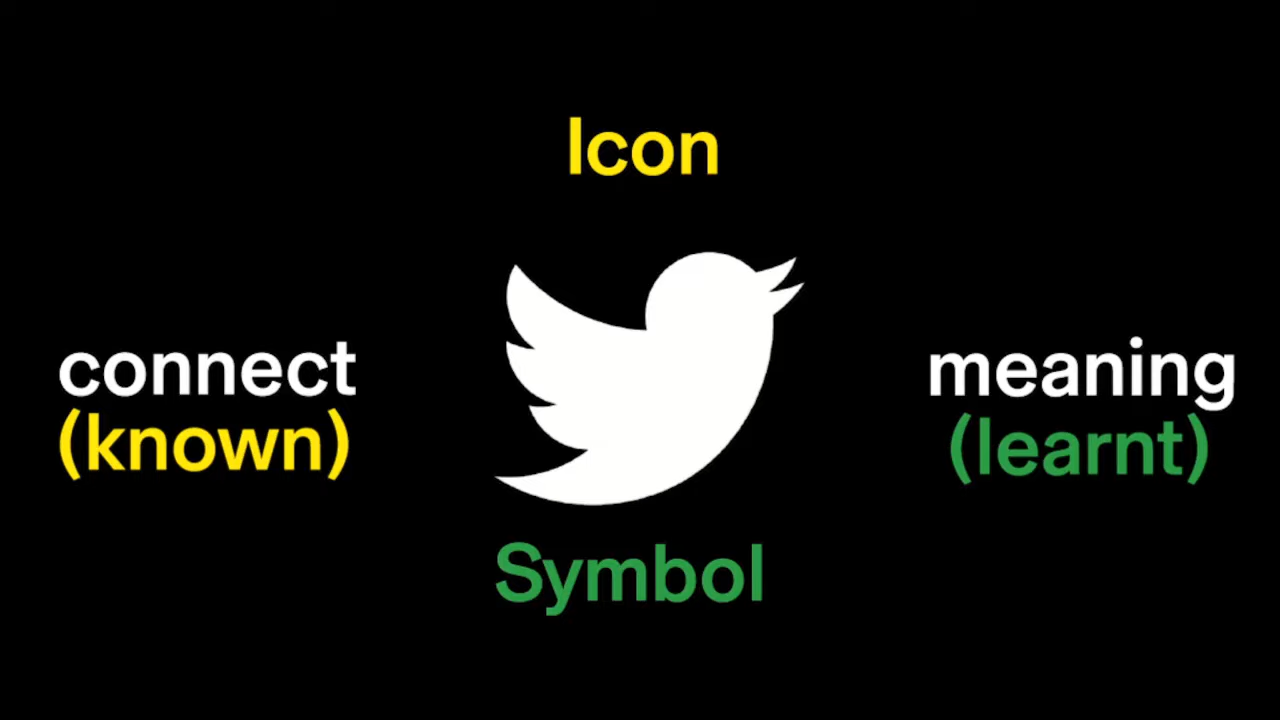 Icon
connect
(known)
meaning
(learnt)
Symbol